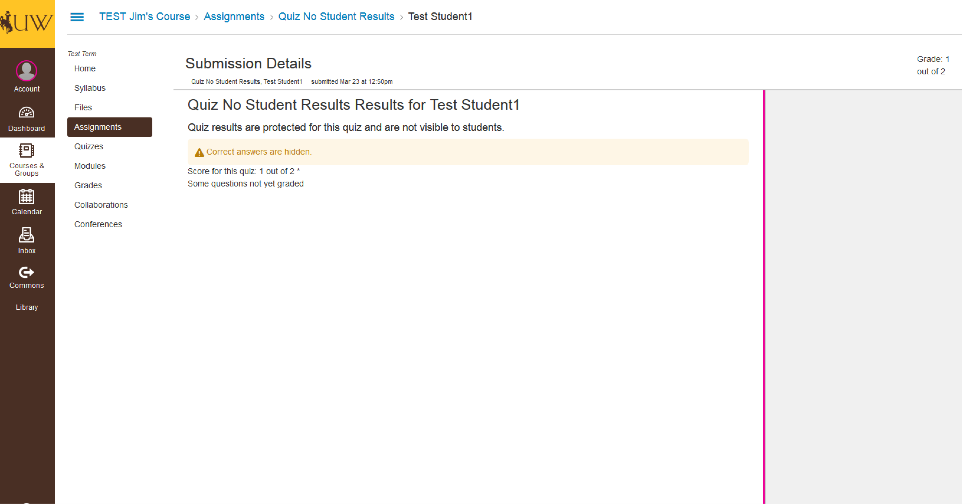 UW
TEST Jim's Course › Assignments › Quiz No Student Results › Test Student1
Account
Dashboard
Courses &
Groups
Calendar
Inbox
Commons
Library
Test Term
Home
Syllabus
Files
Assignments
Quizzes
Modules
Grades
Collaborations
Conferences
Submission Details
Quiz No Student Results, Test Student1 submitted Mar 23 at 12:50pm
Grade: 1
out of 2
Quiz No Student Results Results for Test Student1
Quiz results are protected for this quiz and are not visible to students.
Correct answers are hidden.
Score for this quiz: 1 out of 2 *
Some questions not yet graded